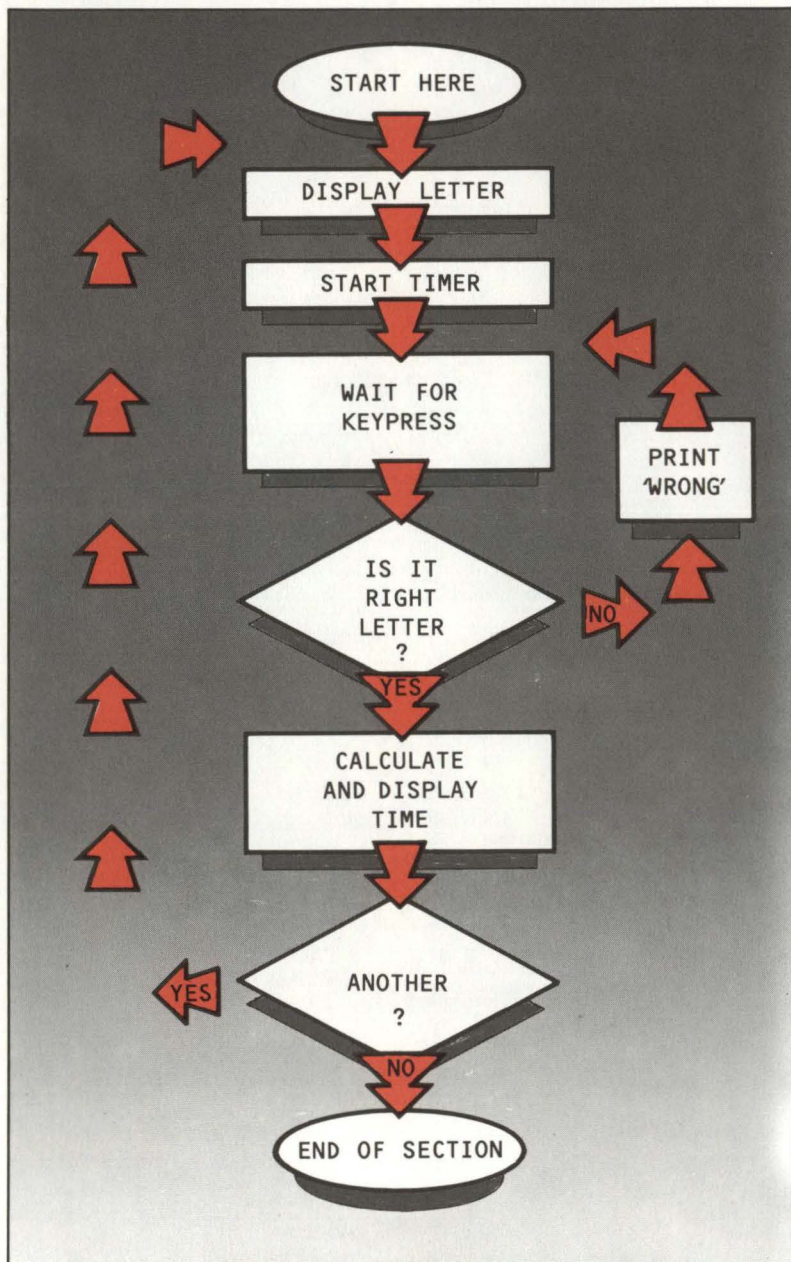 START HERE
DISPLAY LETTER
START TIMER
WAIT FOR
KEYPRESS
PRINT
'WRONG'
IS IT
RIGHT
LETTER
?
NO
YES
CALCULATE
AND DISPLAY
TIME
ANOTHER
?
YES
NO
END OF SECTION